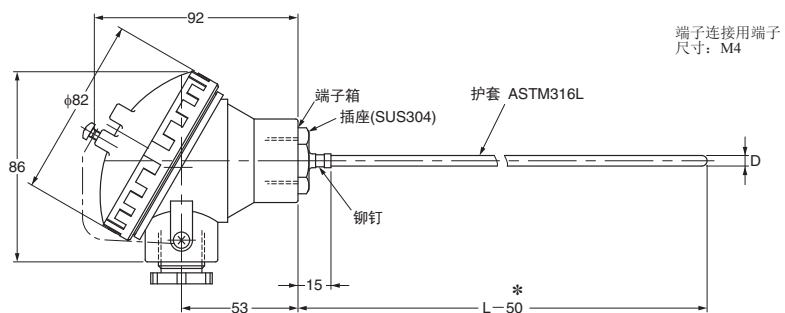 92
端子连接用端子
尺寸：M4
φ82
端子箱
护套 ASTM316L
插座(SUS304)
86
D
铆钉
15
*
53
L－50